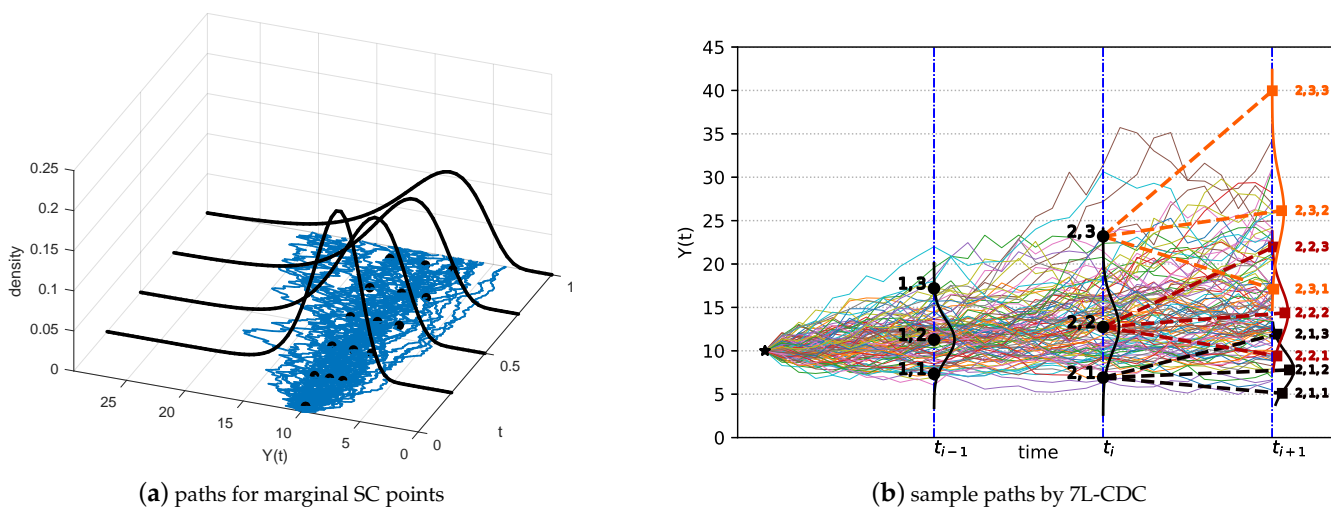 0.25
0.2
0.15
0.1
0.05
0
density
25
20
15
10
5
0
Y(t)
0
0.5
1
t
(a) paths for marginal SC points
45
40
35
30
25
20
15
10
5
0
Y(t)
1, 3
1, 2
1, 1
2, 3
2, 2
2, 1
2, 3, 3
2, 3, 2
2, 2, 3
2, 3, 1
2, 2, 2
2, 1, 3
2, 2, 1
2, 1, 2
2, 1, 1
t_{i−1} time t_i t_{i+1}
(b) sample paths by 7L-CDC